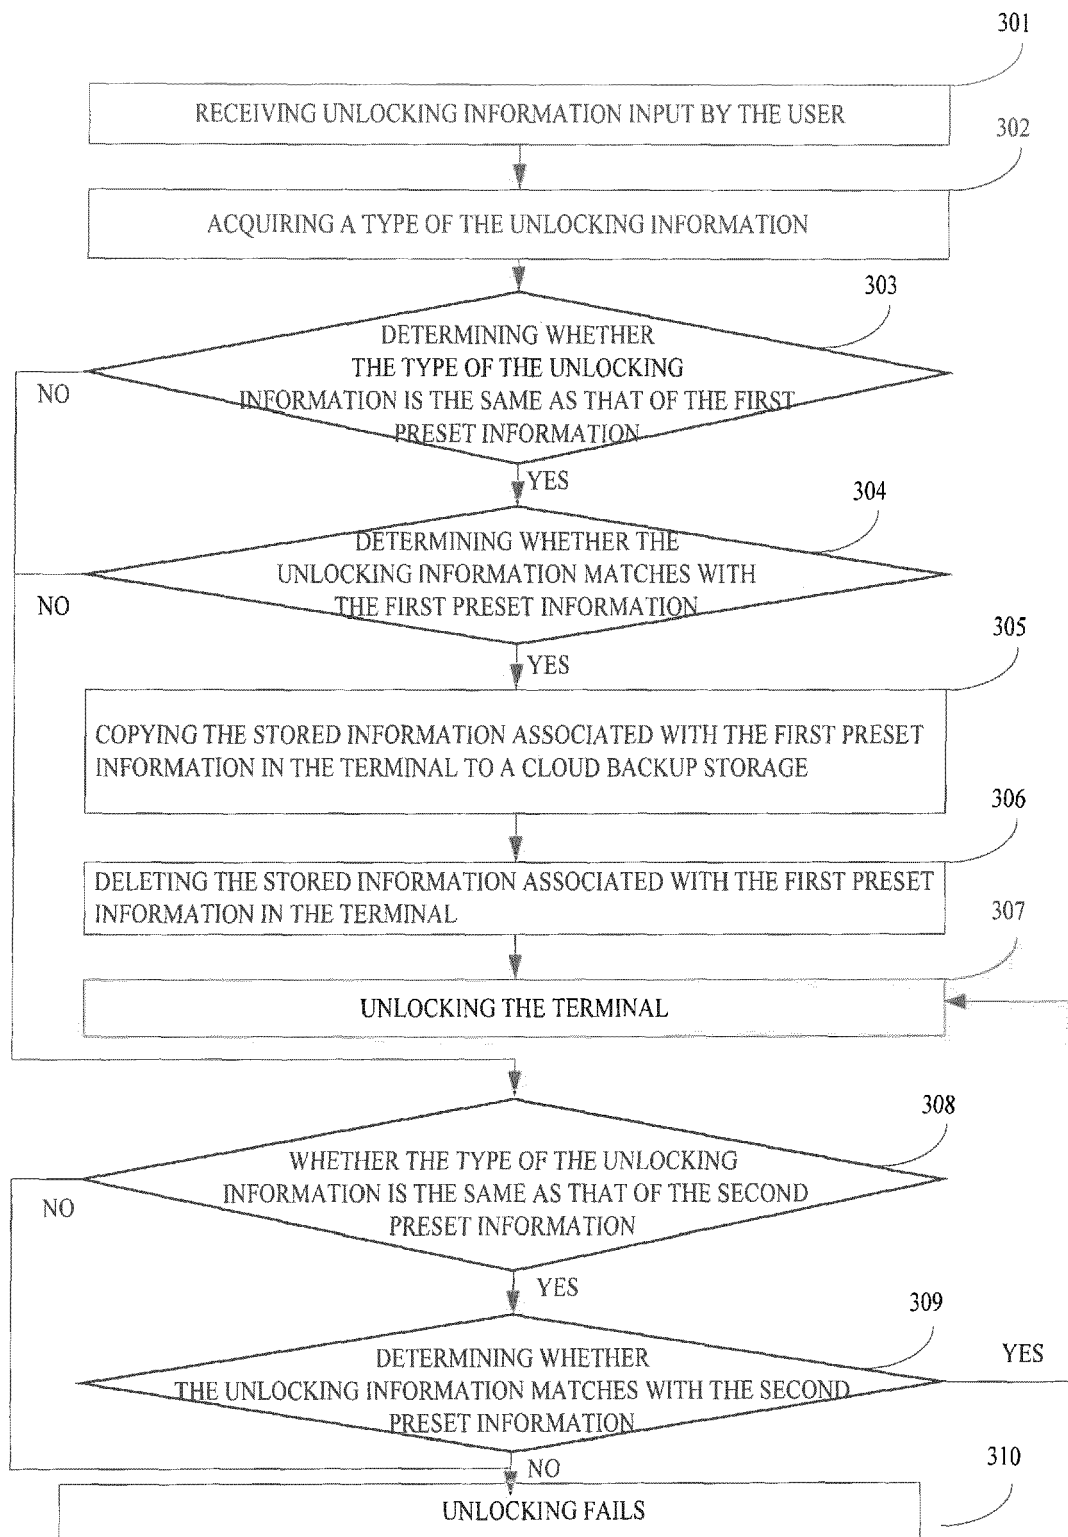 301
RECEIVING UNLOCKING INFORMATION INPUT BY THE USER
302
ACQUIRING A TYPE OF THE UNLOCKING INFORMATION
303
DETERMINING WHETHER
THE TYPE OF THE UNLOCKING
INFORMATION IS THE SAME AS THAT OF THE FIRST
PRESET INFORMATION
NO
YES
304
DETERMINING WHETHER THE
UNLOCKING INFORMATION MATCHES WITH
THE FIRST PRESET INFORMATION
NO
YES
305
COPYING THE STORED INFORMATION ASSOCIATED WITH THE FIRST PRESET
INFORMATION IN THE TERMINAL TO A CLOUD BACKUP STORAGE
306
DELETING THE STORED INFORMATION ASSOCIATED WITH THE FIRST PRESET
INFORMATION IN THE TERMINAL
307
UNLOCKING THE TERMINAL
308
WHETHER THE TYPE OF THE UNLOCKING
INFORMATION IS THE SAME AS THAT OF THE SECOND
PRESET INFORMATION
NO
YES
309
DETERMINING WHETHER
THE UNLOCKING INFORMATION MATCHES WITH THE SECOND
PRESET INFORMATION
YES
NO
310
UNLOCKING FAILS